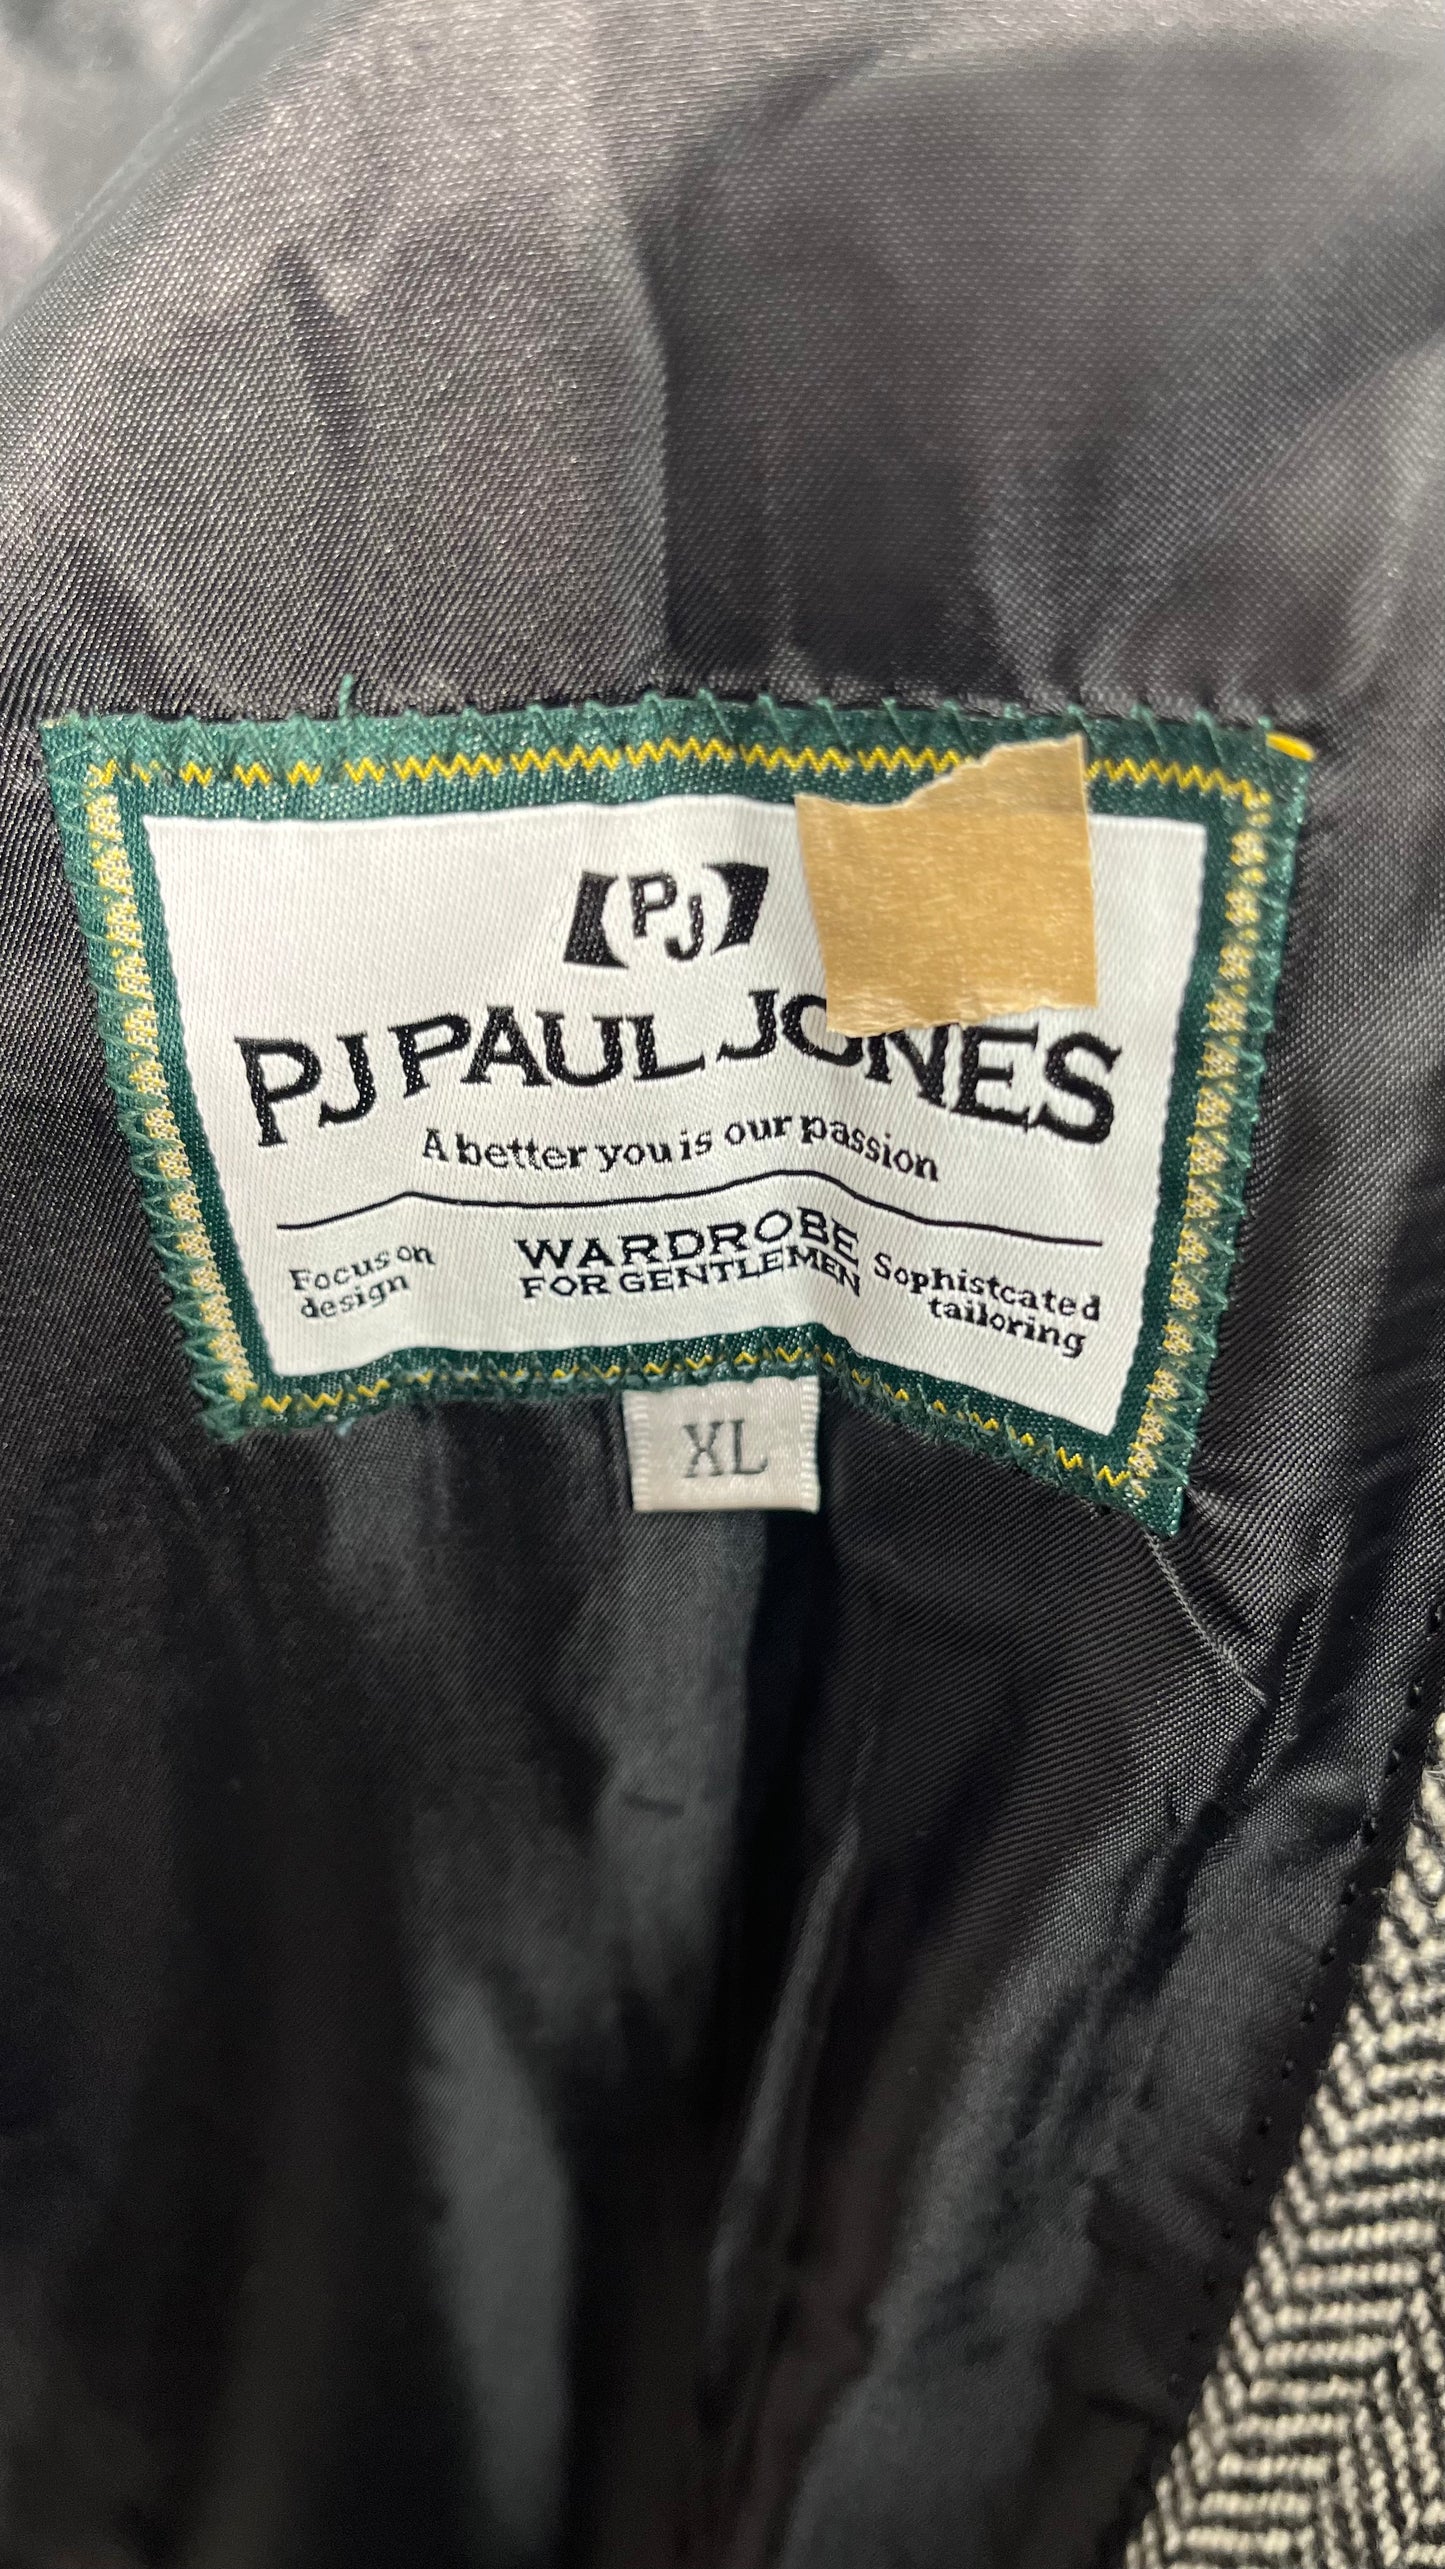 PJ
PJ PAUL JONES
A better you is our passion
Focus on
design
WARDROBE
FOR GENTLEMEN
Sophistcated
tailoring
XL